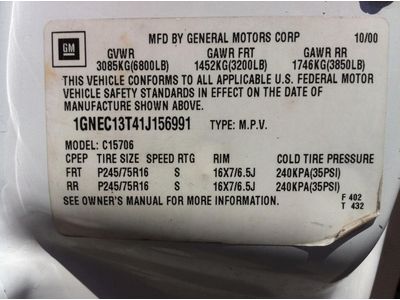 GM MFD BY GENERAL MOTORS CORP 10/00
GVWR GAWR FRT GAWR RR
3085KG(6800LB) 1452KG(3200LB) 1746KG(3850LB)
THIS VEHICLE CONFORMS TO ALL APPLICABLE U.S. FEDERAL MOTOR
VEHICLE SAFETY STANDARDS IN EFFECT ON THE DATE OF
MANUFACTURE SHOWN ABOVE.
1GNEC13T41J156991 TYPE: M.P.V.
MODEL: C15706
CPEP TIRE SIZE SPEED RTG RIM COLD TIRE PRESSURE
FRT P245/75R16 S 16X7/6.5J 240KPA(35PSI)
RR P245/75R16 S 16X7/6.5J 240KPA(35PSI)
SEE OWNER'S MANUAL FOR MORE INFORMATION. F 402
T 432